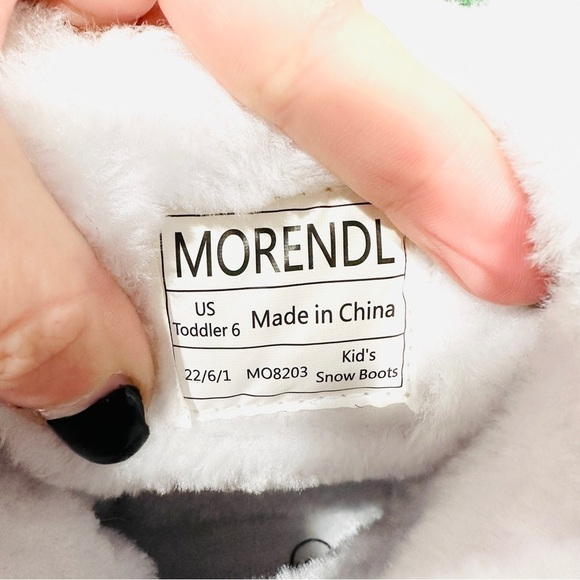 MORENDL
US
Toddler 6
Made in China
22/6/1
MO8203
Kid's
Snow Boots